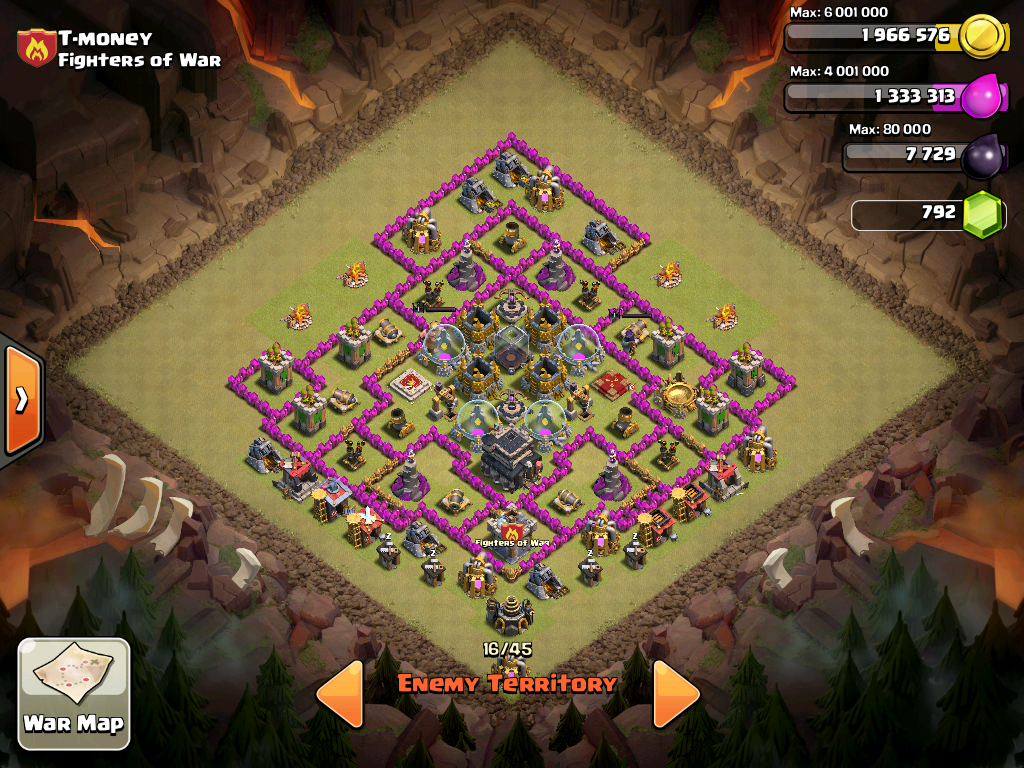 T-Money
Fighters of War
Max: 6 001 000
1 966 576
Max: 4 001 000
1 333 313
Max: 80 000
7 729
792
Fighters of War
z
z
z
z
16/45
Enemy Territory
War Map